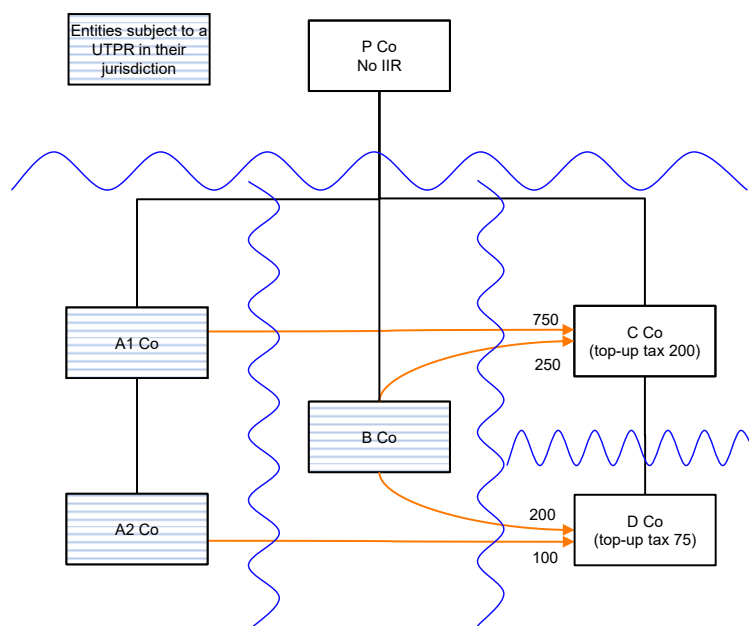 Entities subject to a
UTPR in their
jurisdiction
P Co
No IIR
A1 Co
750
250
C Co
(top-up tax 200)
B Co
A2 Co
200
100
D Co
(top-up tax 75)